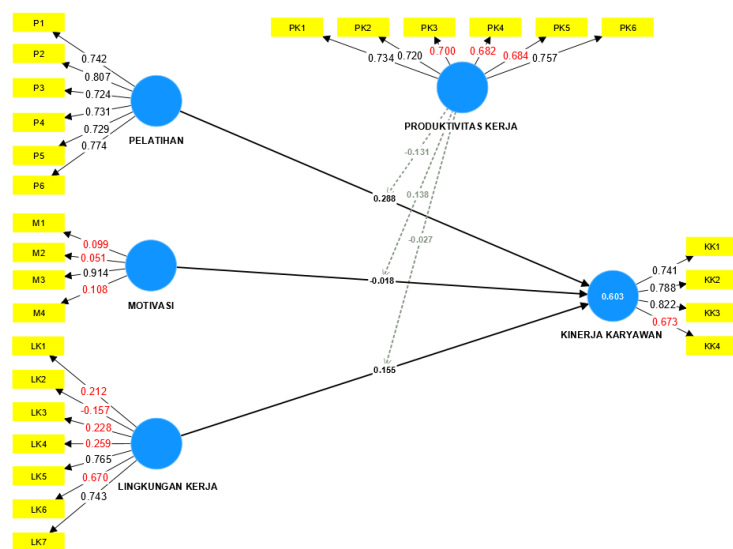 P1
P2
P3
P4
P5
P6
0.742
0.807
0.724
0.731
0.729
0.774
PELATIHAN
PK1
PK2
PK3
PK4
PK5
PK6
0.734
0.720
0.700
0.682
0.684
0.757
PRODUKTIVITAS KERJA
-0.131
0.138
-0.027
0.288
-0.018
0.155
M1
M2
M3
M4
0.099
0.051
0.914
0.108
MOTIVASI
LK1
LK2
LK3
LK4
LK5
LK6
LK7
0.212
-0.157
0.228
0.259
0.765
0.670
0.743
LINGKUNGAN KERJA
0.603
KINERJA KARYAWAN
0.741
0.788
0.822
0.673
KK1
KK2
KK3
KK4